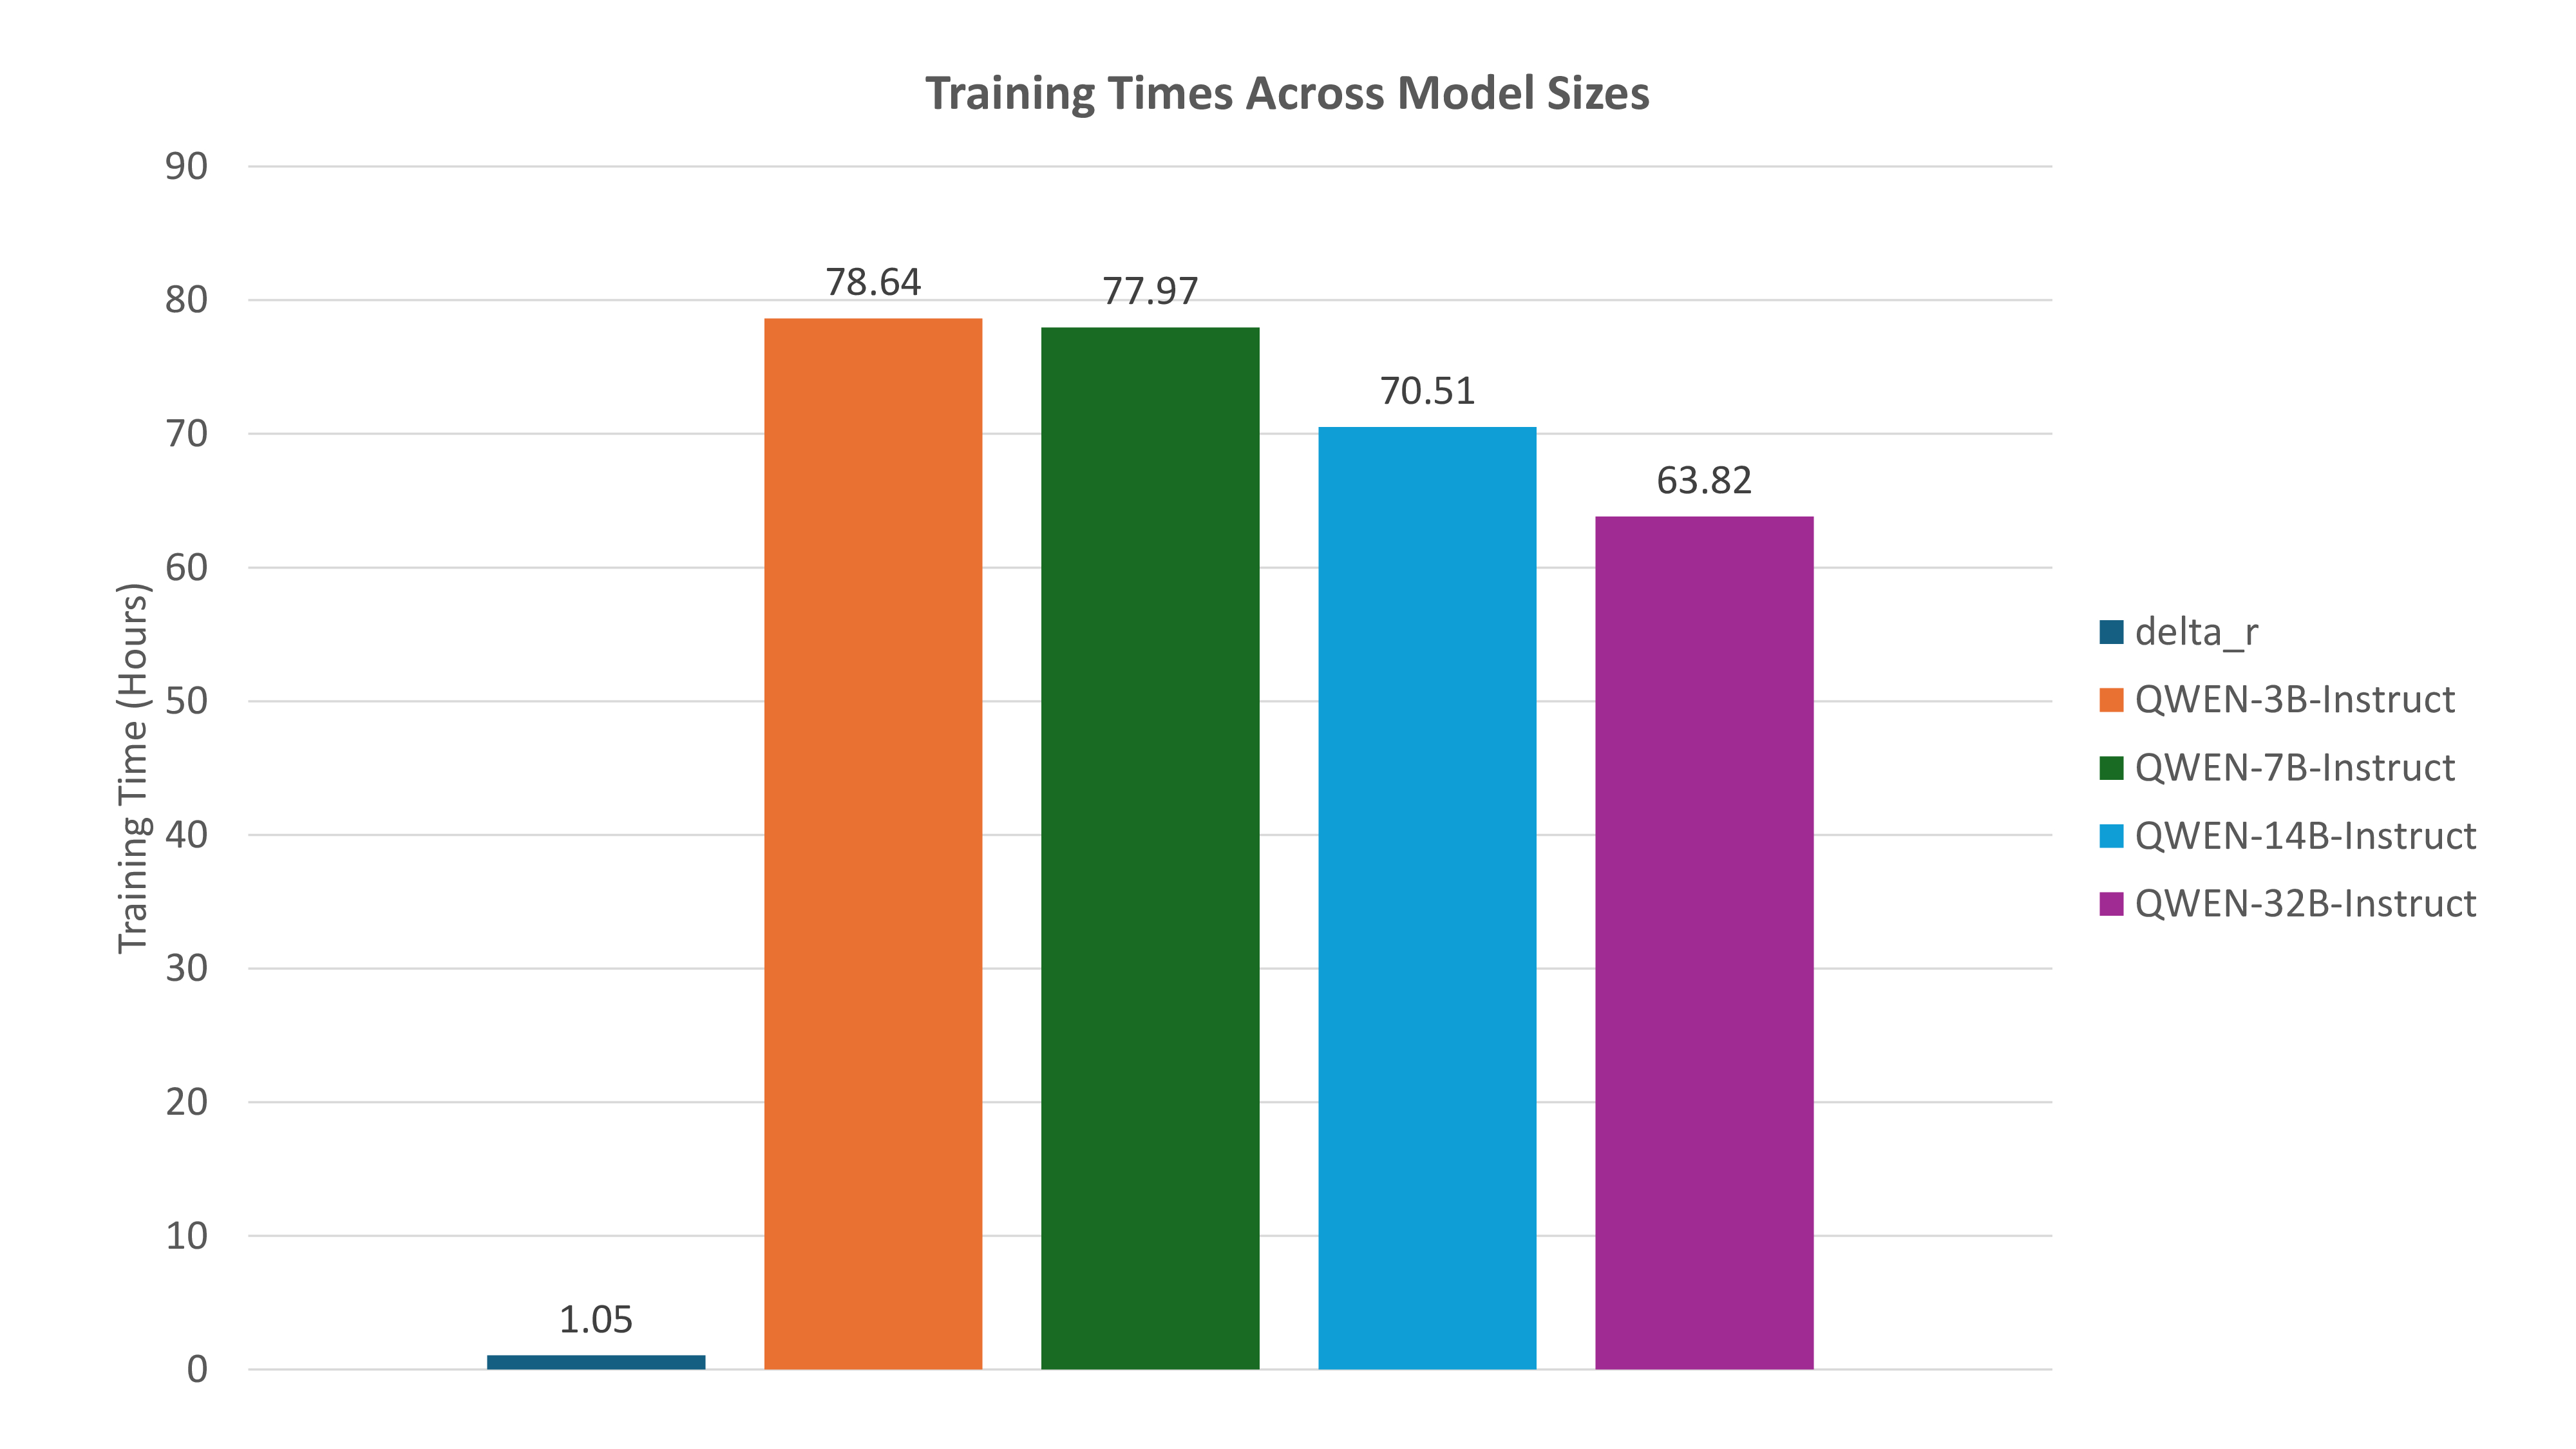 Training Times Across Model Sizes
Training Time (Hours)
90
80
70
60
50
40
30
20
10
0
1.05
78.64
77.97
70.51
63.82
delta_r
QWEN-3B-Instruct
QWEN-7B-Instruct
QWEN-14B-Instruct
QWEN-32B-Instruct